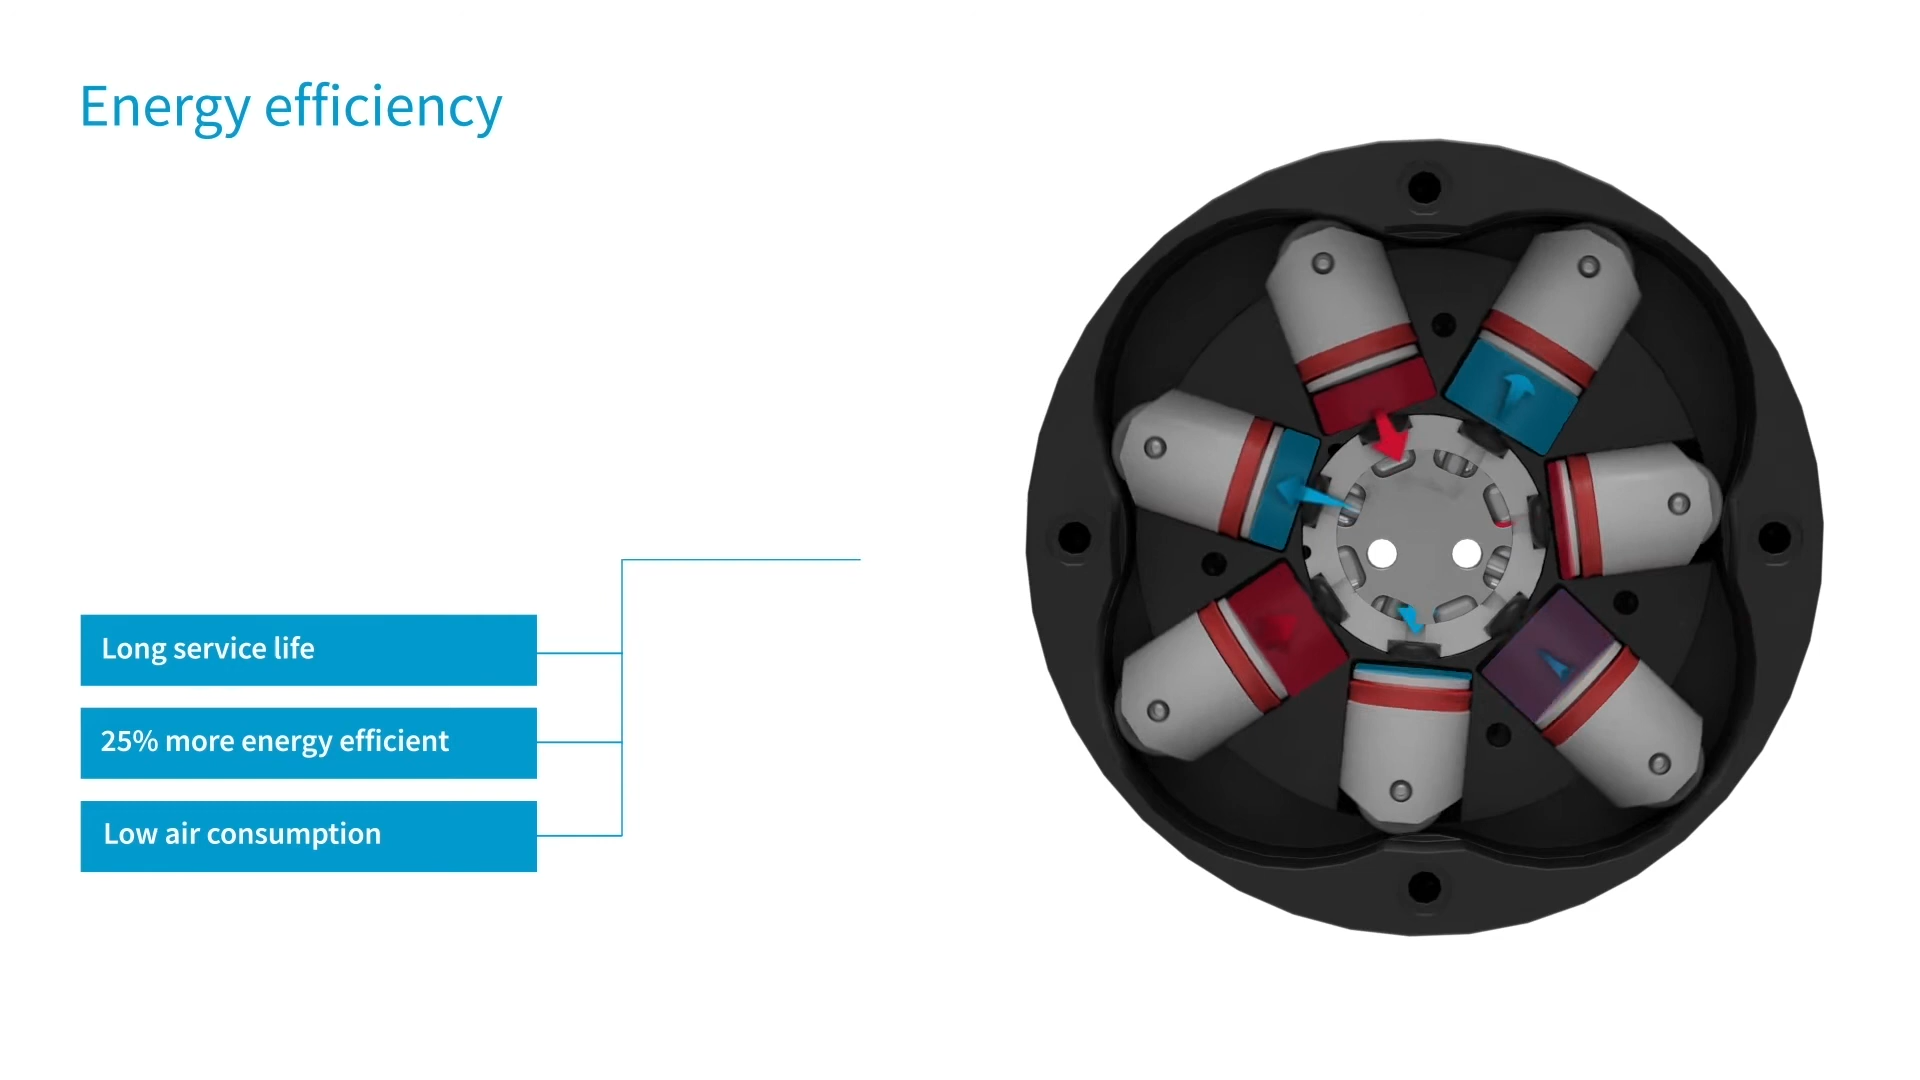 Energy efficiency
Long service life
25% more energy efficient
Low air consumption